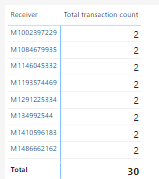 Receiver Total transaction count
M1002397229 2
M1084679935 2
M1146045332 2
M1193574469 2
M1291225334 2
M134992544 2
M1410596183 2
M1486662162 2
Total 30